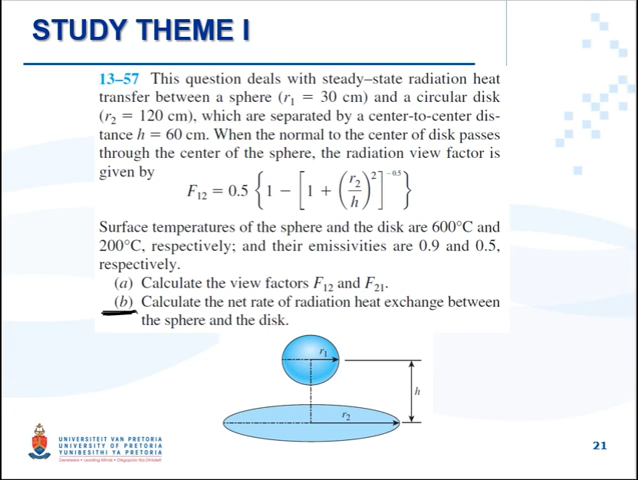 STUDY THEME I
13–57 This question deals with steady–state radiation heat
transfer between a sphere (r₁ = 30 cm) and a circular disk
(r₂ = 120 cm), which are separated by a center-to-center dis-
tance h = 60 cm. When the normal to the center of disk passes
through the center of the sphere, the radiation view factor is
given by
F₁₂ = 0.5 { 1 − [ 1 + ( r₂ / h )² ]⁻⁰·⁵ }
Surface temperatures of the sphere and the disk are 600°C and
200°C, respectively; and their emissivities are 0.9 and 0.5,
respectively.
(a) Calculate the view factors F₁₂ and F₂₁.
(b) Calculate the net rate of radiation heat exchange between
the sphere and the disk.
r₁
h
r₂
UNIVERSITEIT VAN PRETORIA
UNIVERSITY OF PRETORIA
YUNIBESITHI YA PRETORIA
21